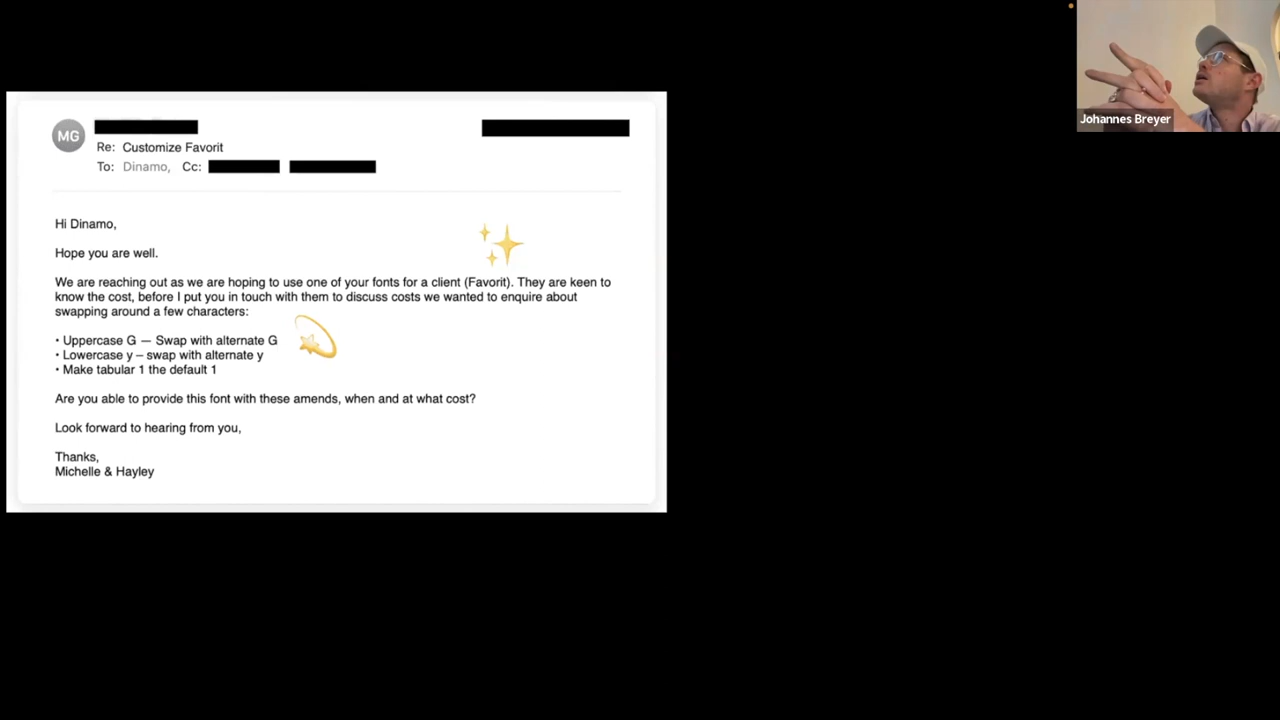 Johannes Breyer
MG
Re: Customize Favorit
To: Dinamo, Cc:
Hi Dinamo,
Hope you are well.
We are reaching out as we are hoping to use one of your fonts for a client (Favorit). They are keen to
know the cost, before I put you in touch with them to discuss costs we wanted to enquire about
swapping around a few characters:
• Uppercase G — Swap with alternate G
• Lowercase y – swap with alternate y
• Make tabular 1 the default 1
Are you able to provide this font with these amends, when and at what cost?
Look forward to hearing from you,
Thanks,
Michelle & Hayley